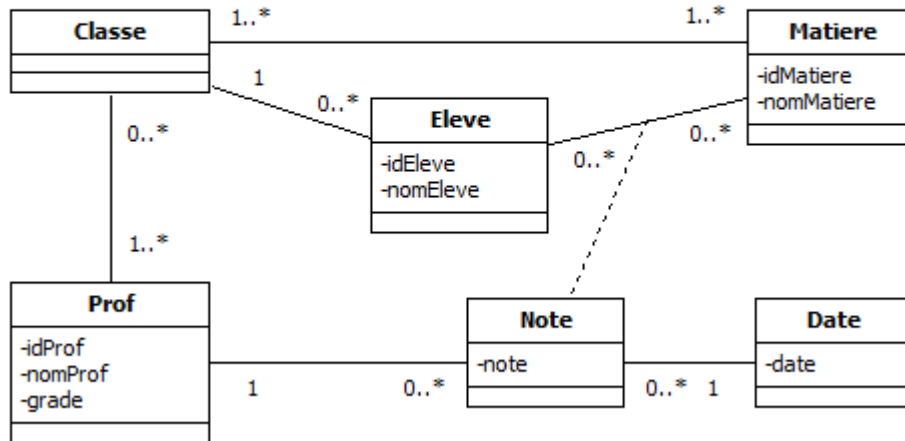 Classe
1..*
1..*
Matiere
-idMatiere
-nomMatiere
1
0..*
Eleve
-idEleve
-nomEleve
0..*
0..*
0..*
1..*
Prof
-idProf
-nomProf
-grade
1
0..*
Note
-note
0..*
1
Date
-date